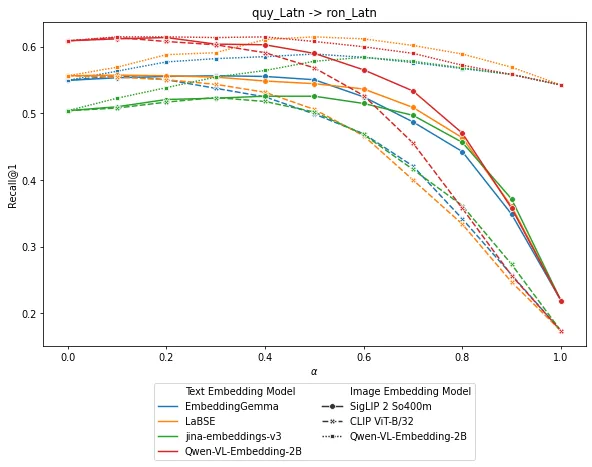 quy_Latn -> ron_Latn
Recall@1
0.6
0.5
0.4
0.3
0.2
0.0 0.2 0.4 0.6 0.8 1.0
α
Text Embedding Model
EmbeddingGemma
LaBSE
jina-embeddings-v3
Qwen-VL-Embedding-2B
Image Embedding Model
SigLIP 2 So400m
CLIP ViT-B/32
Qwen-VL-Embedding-2B